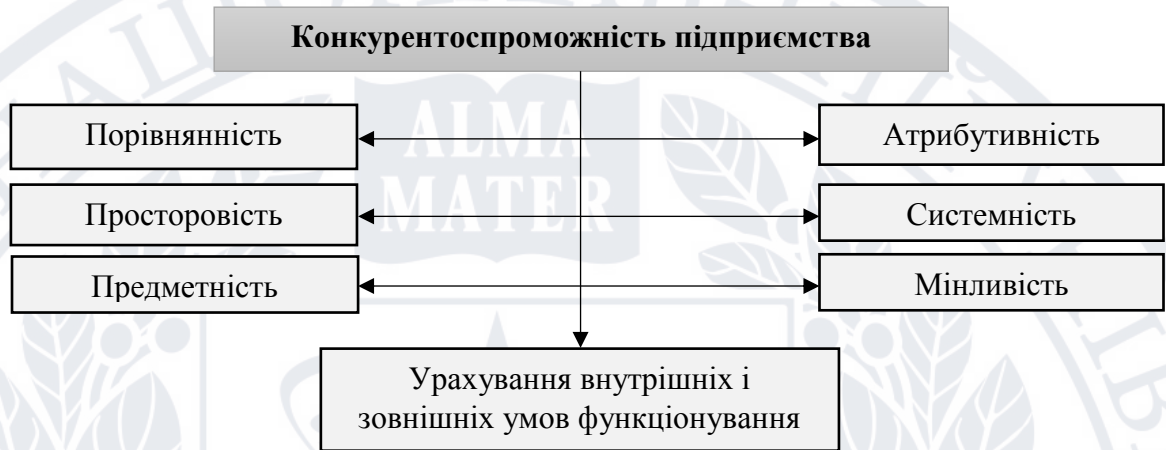 Конкурентоспроможність підприємства
Порівнянність
Атрибутивність
Просторовість
Системність
Предметність
Мінливість
Урахування внутрішніх і
зовнішніх умов функціонування
ALMA
MATER